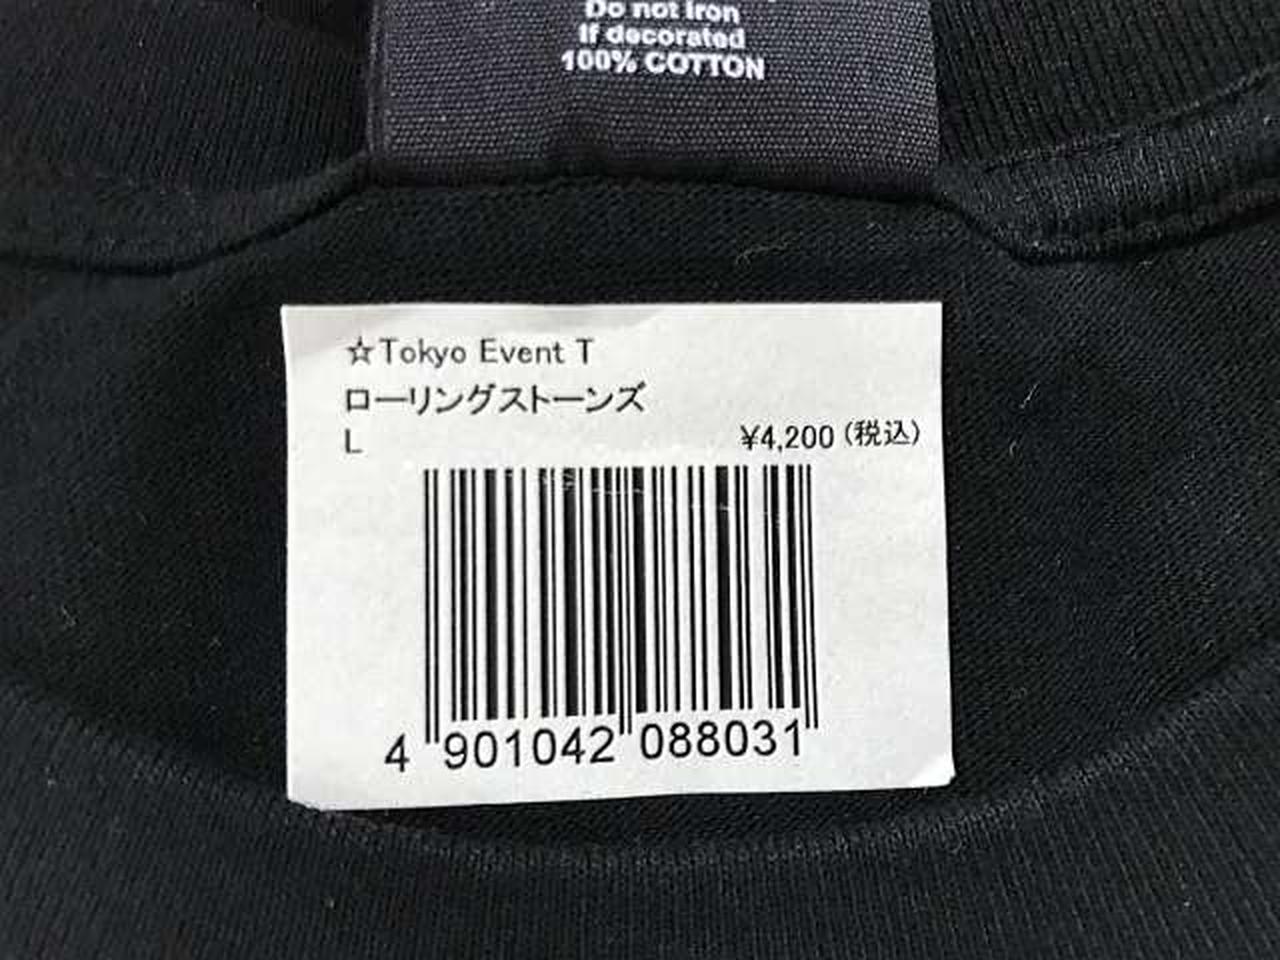 Do not Iron
If decorated
100% COTTON
☆Tokyo Event T
ローリングストーンズ
L
¥4,200(税込)
4 901042 088031